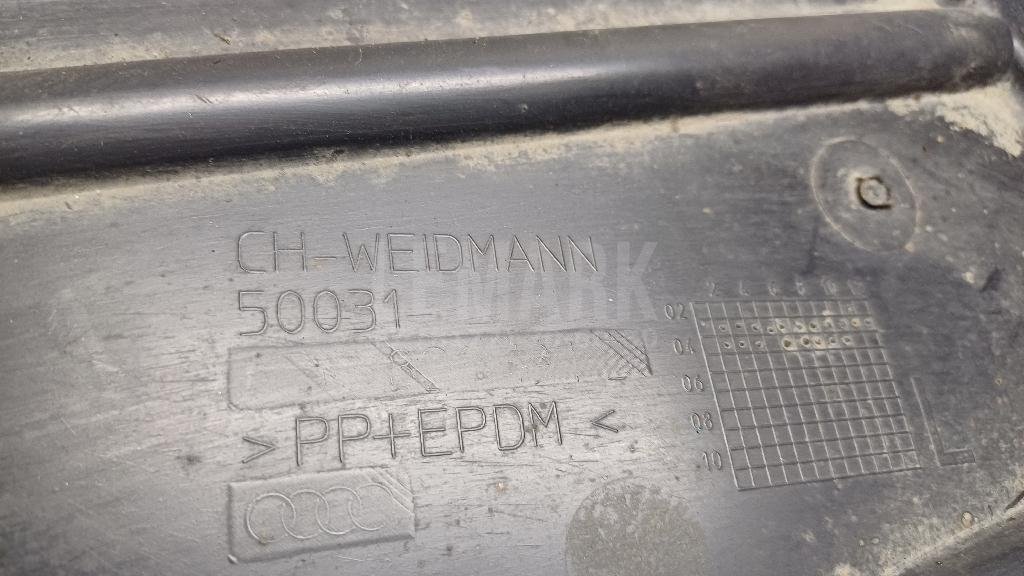 CH-WEIDMANN
50031
>PP+EPDM<
02
04
06
08
10
L